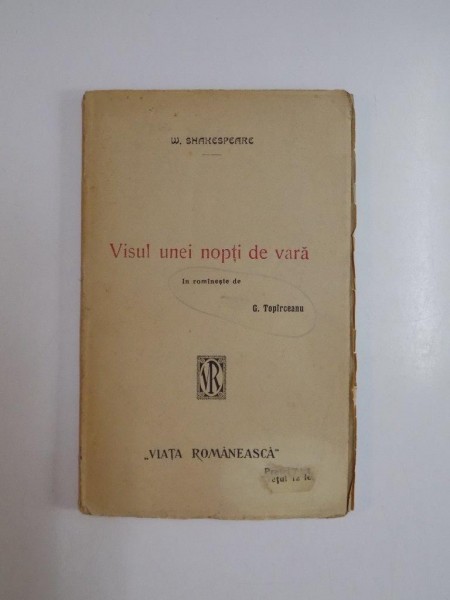 W. SHAKESPEARE
Visul unei nopți de vară
în romînește de
G. Topîrceanu
VR
„VIAȚA ROMÂNEASCĂ"